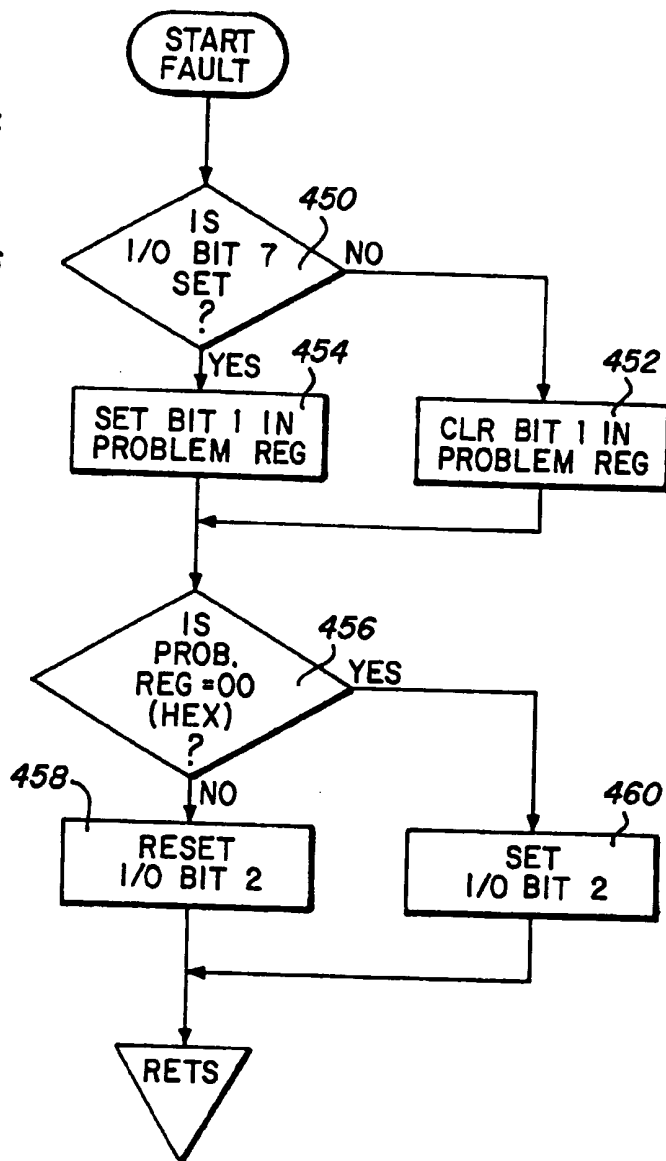 START
FAULT
450
IS
I/O BIT 7
SET
?
NO
YES
454
SET BIT 1 IN
PROBLEM REG
452
CLR BIT 1 IN
PROBLEM REG
456
IS
PROB.
REG=00
(HEX)
?
YES
NO
458
RESET
I/O BIT 2
460
SET
I/O BIT 2
RETS